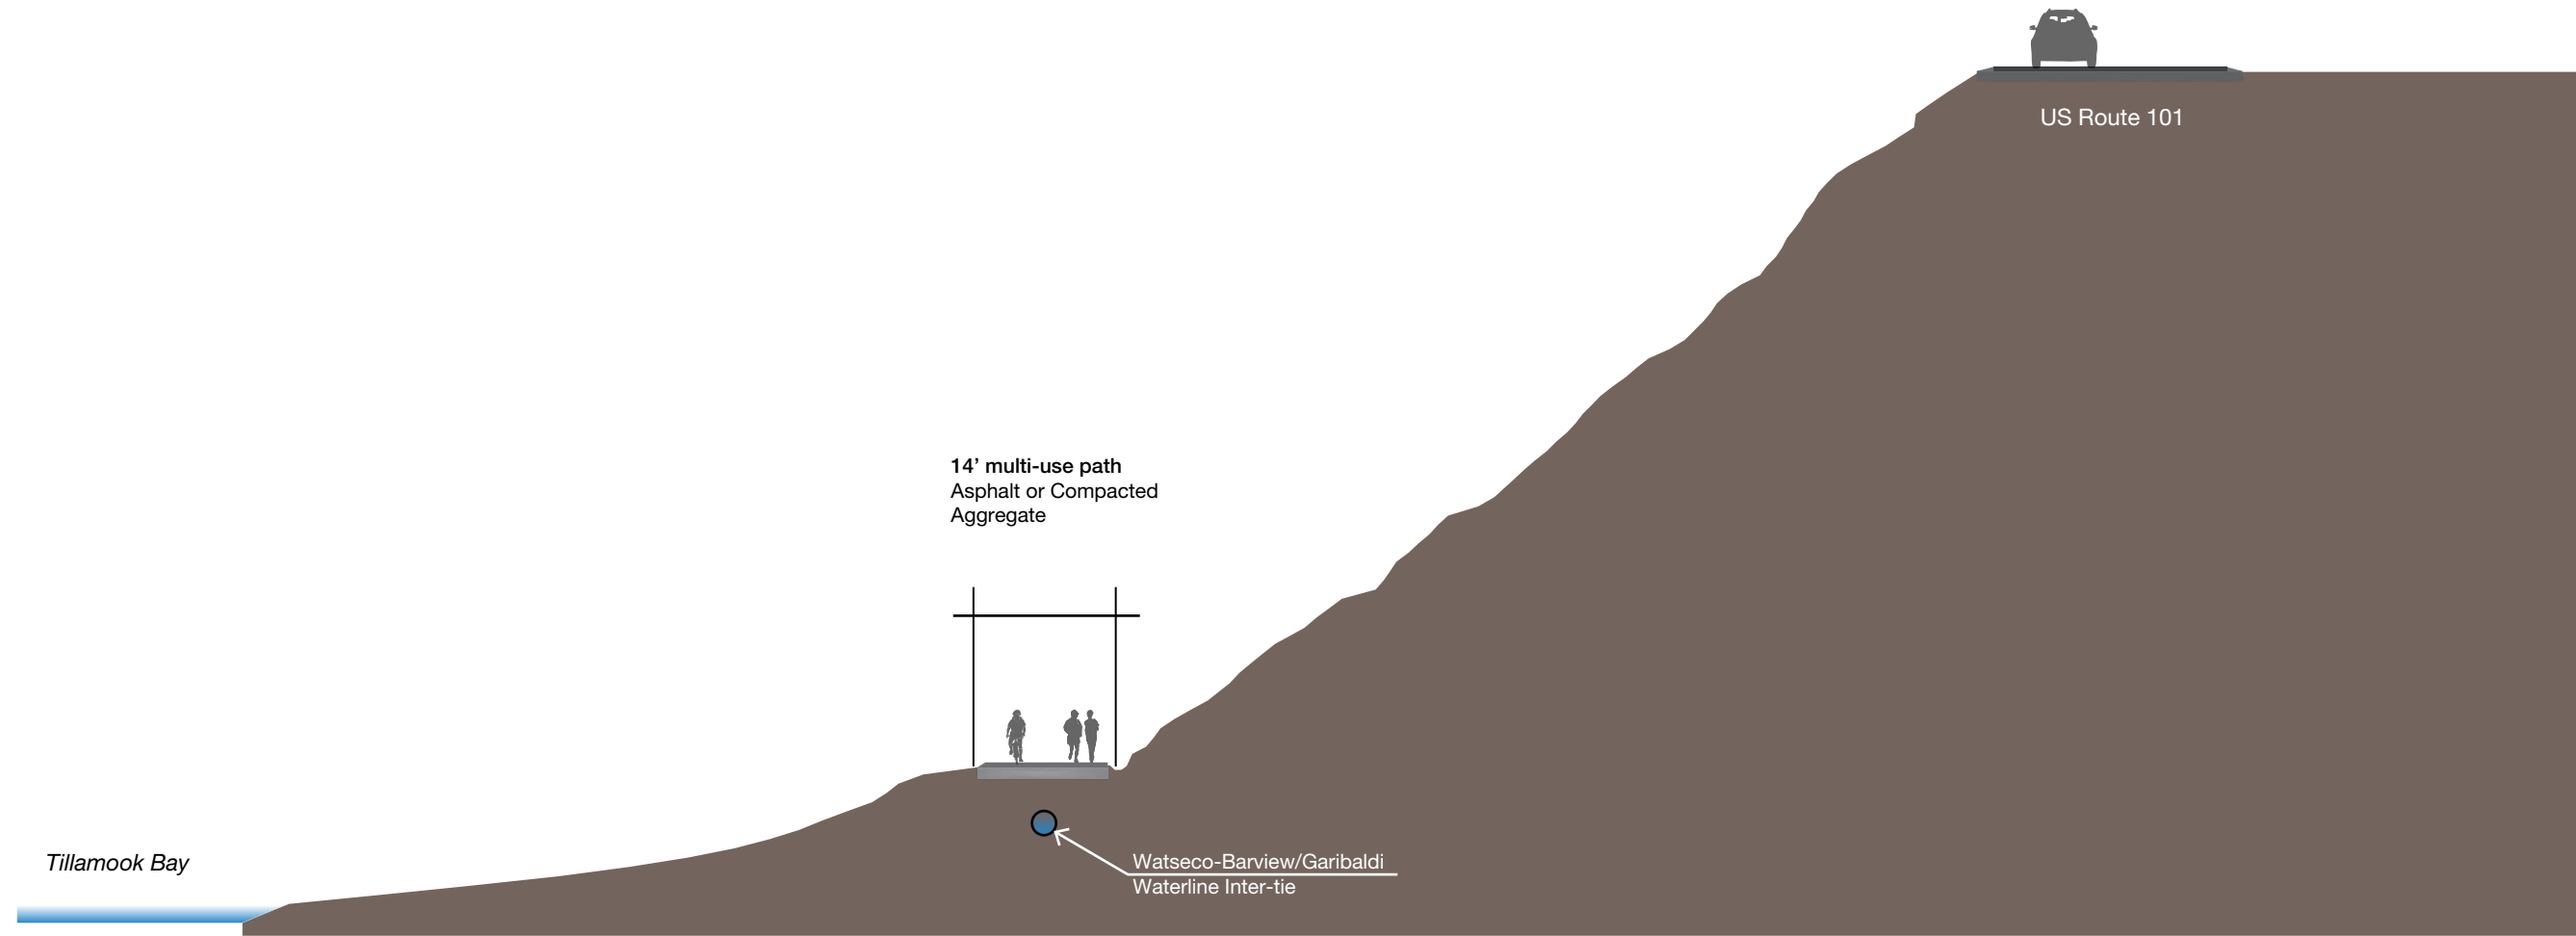 US Route 101
14’ multi-use path
Asphalt or Compacted
Aggregate
Tillamook Bay
Watseco-Barview/Garibaldi
Waterline Inter-tie